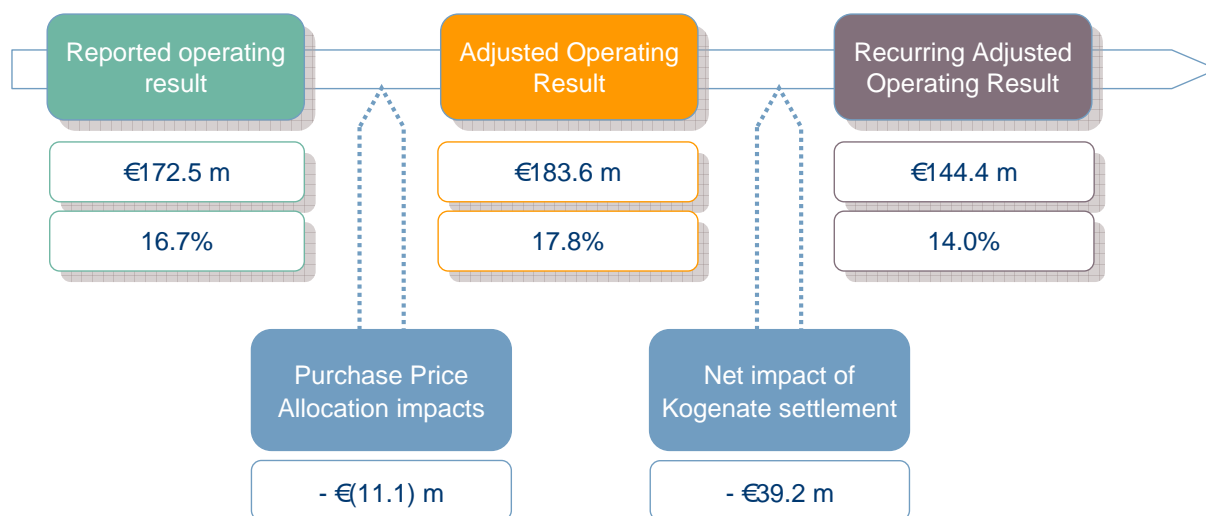 Reported operating
result
Adjusted Operating
Result
Recurring Adjusted
Operating Result
€172.5 m
€183.6 m
€144.4 m
16.7%
17.8%
14.0%
Purchase Price
Allocation impacts
Net impact of
Kogenate settlement
- €(11.1) m
- €39.2 m